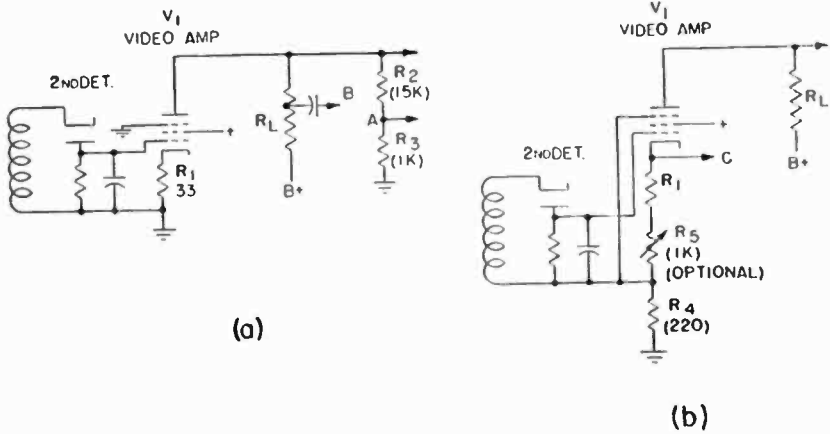 V1
VIDEO AMP
2ND DET.
R1
33
RL
B
B+
R2
(15K)
A
R3
(1K)
(a)
V1
VIDEO AMP
2ND DET.
C
RL
B+
R1
R5
(1K)
(OPTIONAL)
R4
(220)
(b)